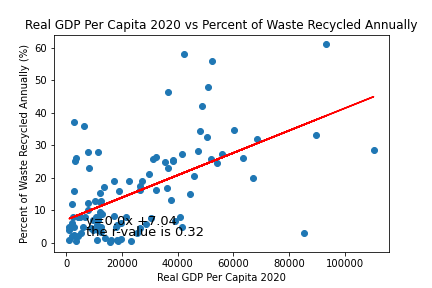 Real GDP Per Capita 2020 vs Percent of Waste Recycled Annually
Percent of Waste Recycled Annually (%)
60
50
40
30
20
10
0
y=0.0x +7.04
the r-value is 0.32
0 20000 40000 60000 80000 100000
Real GDP Per Capita 2020